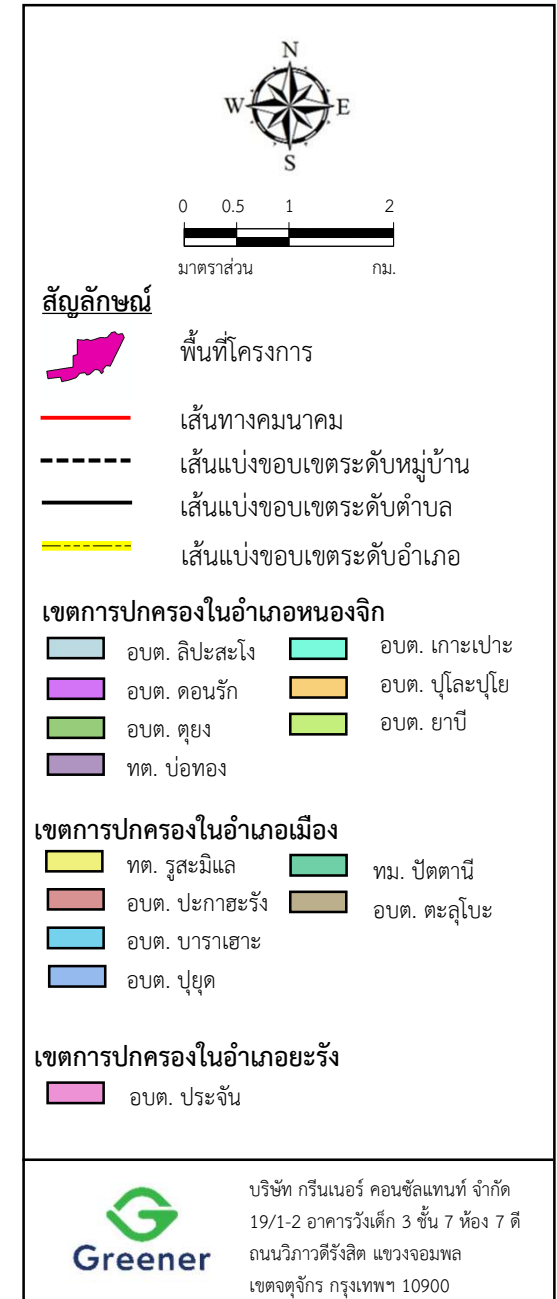 N
W E
S
0 0.5 1 2
มาตราส่วน กม.
สัญลักษณ์
พื้นที่โครงการ
เส้นทางคมนาคม
เส้นแบ่งขอบเขตระดับหมู่บ้าน
เส้นแบ่งขอบเขตระดับตำบล
เส้นแบ่งขอบเขตระดับอำเภอ
เขตการปกครองในอำเภอหนองจิก
อบต. ลิปะสะโง อบต. เกาะเปาะ
อบต. ดอนรัก อบต. ปุโละปุโย
อบต. ตุยง อบต. ยาบี
ทต. บ่อทอง
เขตการปกครองในอำเภอเมือง
ทต. รูสะมิแล ทม. ปัตตานี
อบต. ปะกาฮะรัง อบต. ตะลุโบะ
อบต. บาราเฮาะ
อบต. ปุยุด
เขตการปกครองในอำเภอยะรัง
อบต. ประจัน
Greener
บริษัท กรีนเนอร์ คอนซัลแทนท์ จำกัด
19/1-2 อาคารวังเด็ก 3 ชั้น 7 ห้อง 7 ดี
ถนนวิภาวดีรังสิต แขวงจอมพล
เขตจตุจักร กรุงเทพฯ 10900